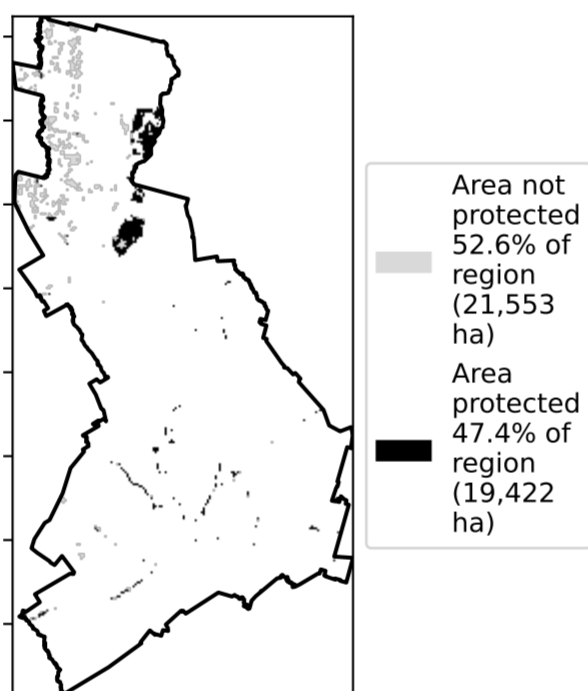 Area not
protected
52.6% of
region
(21,553
ha)
Area
protected
47.4% of
region
(19,422
ha)